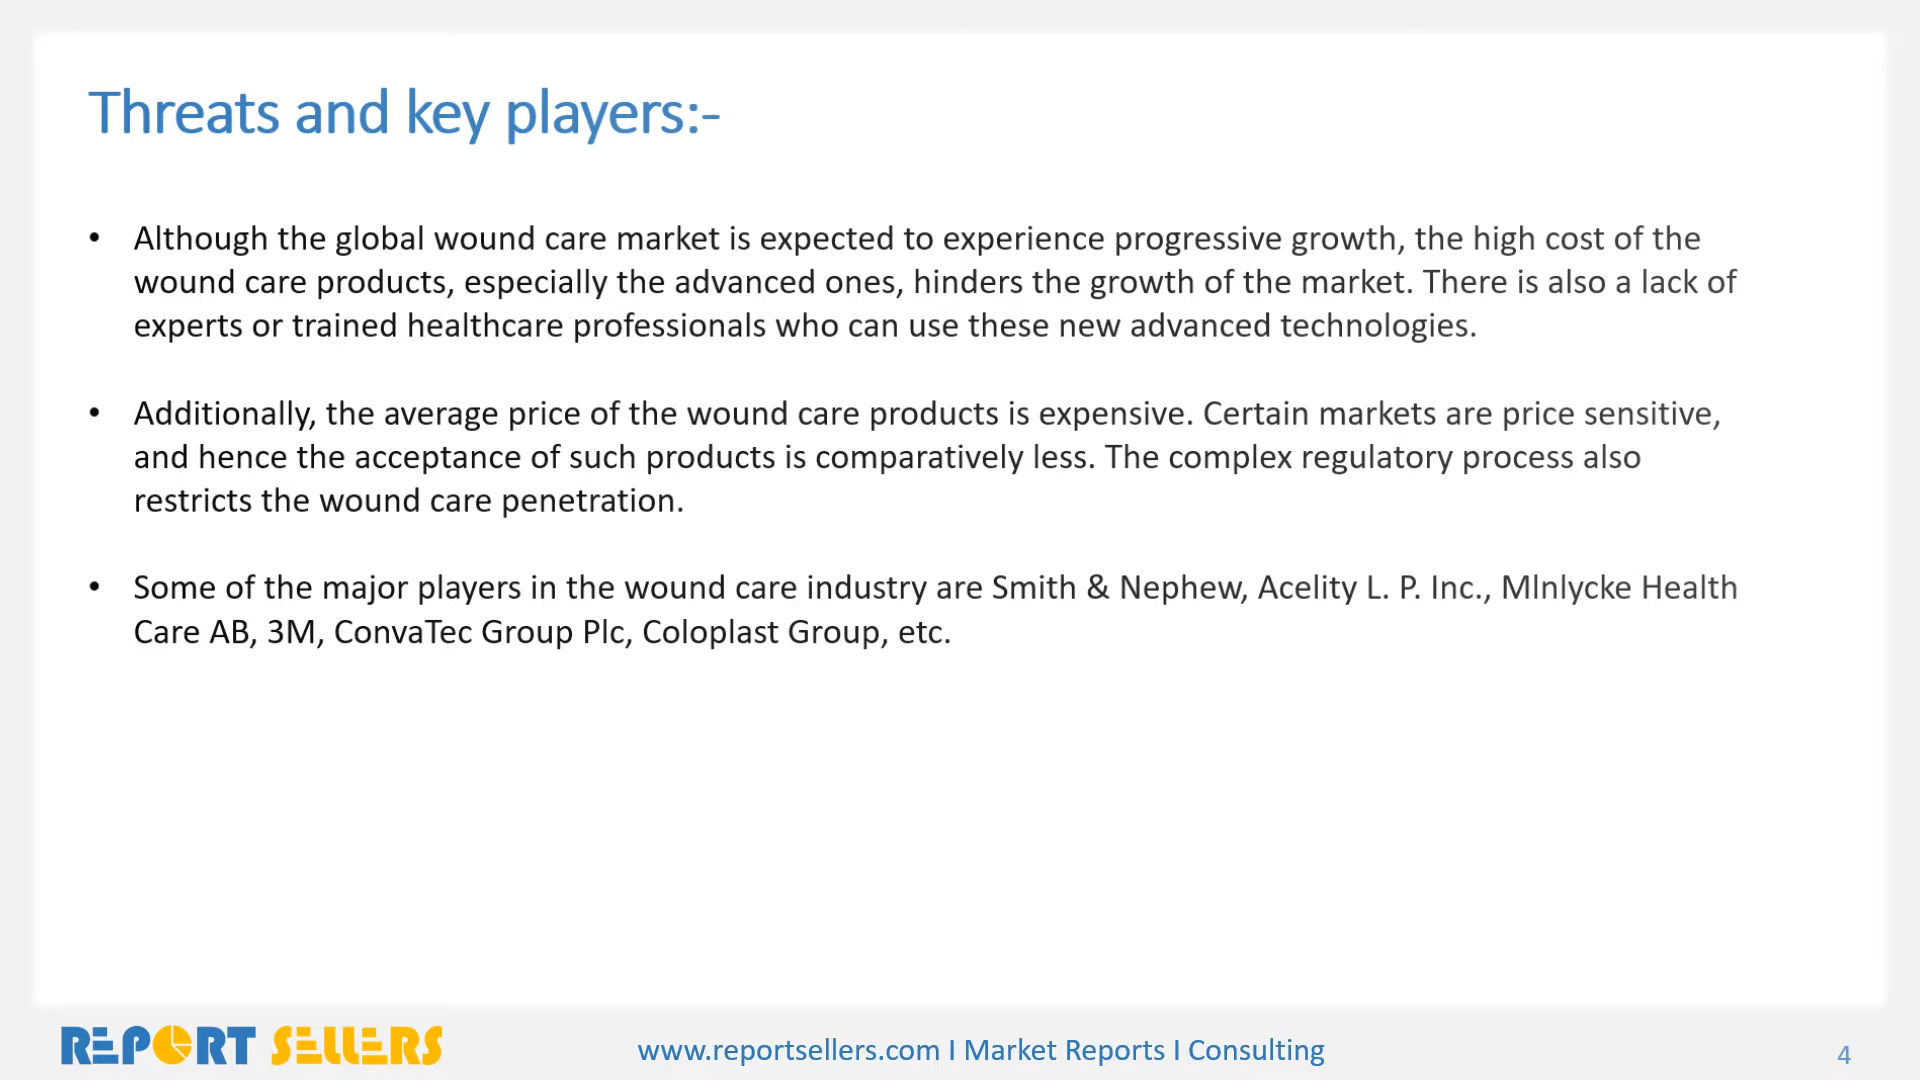 Threats and key players:-
• Although the global wound care market is expected to experience progressive growth, the high cost of the
wound care products, especially the advanced ones, hinders the growth of the market. There is also a lack of
experts or trained healthcare professionals who can use these new advanced technologies.
• Additionally, the average price of the wound care products is expensive. Certain markets are price sensitive,
and hence the acceptance of such products is comparatively less. The complex regulatory process also
restricts the wound care penetration.
• Some of the major players in the wound care industry are Smith & Nephew, Acelity L. P. Inc., Mlnlycke Health
Care AB, 3M, ConvaTec Group Plc, Coloplast Group, etc.
REPORT SELLERS
www.reportsellers.com I Market Reports I Consulting
4